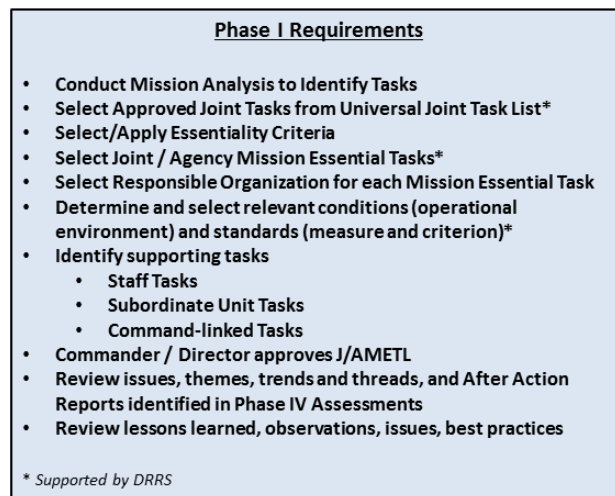 Phase I Requirements
• Conduct Mission Analysis to Identify Tasks
• Select Approved Joint Tasks from Universal Joint Task List*
• Select/Apply Essentiality Criteria
• Select Joint / Agency Mission Essential Tasks*
• Select Responsible Organization for each Mission Essential Task
• Determine and select relevant conditions (operational
environment) and standards (measure and criterion)*
• Identify supporting tasks
• Staff Tasks
• Subordinate Unit Tasks
• Command-linked Tasks
• Commander / Director approves J/AMETL
• Review issues, themes, trends and threads, and After Action
Reports identified in Phase IV Assessments
• Review lessons learned, observations, issues, best practices
* Supported by DRRS